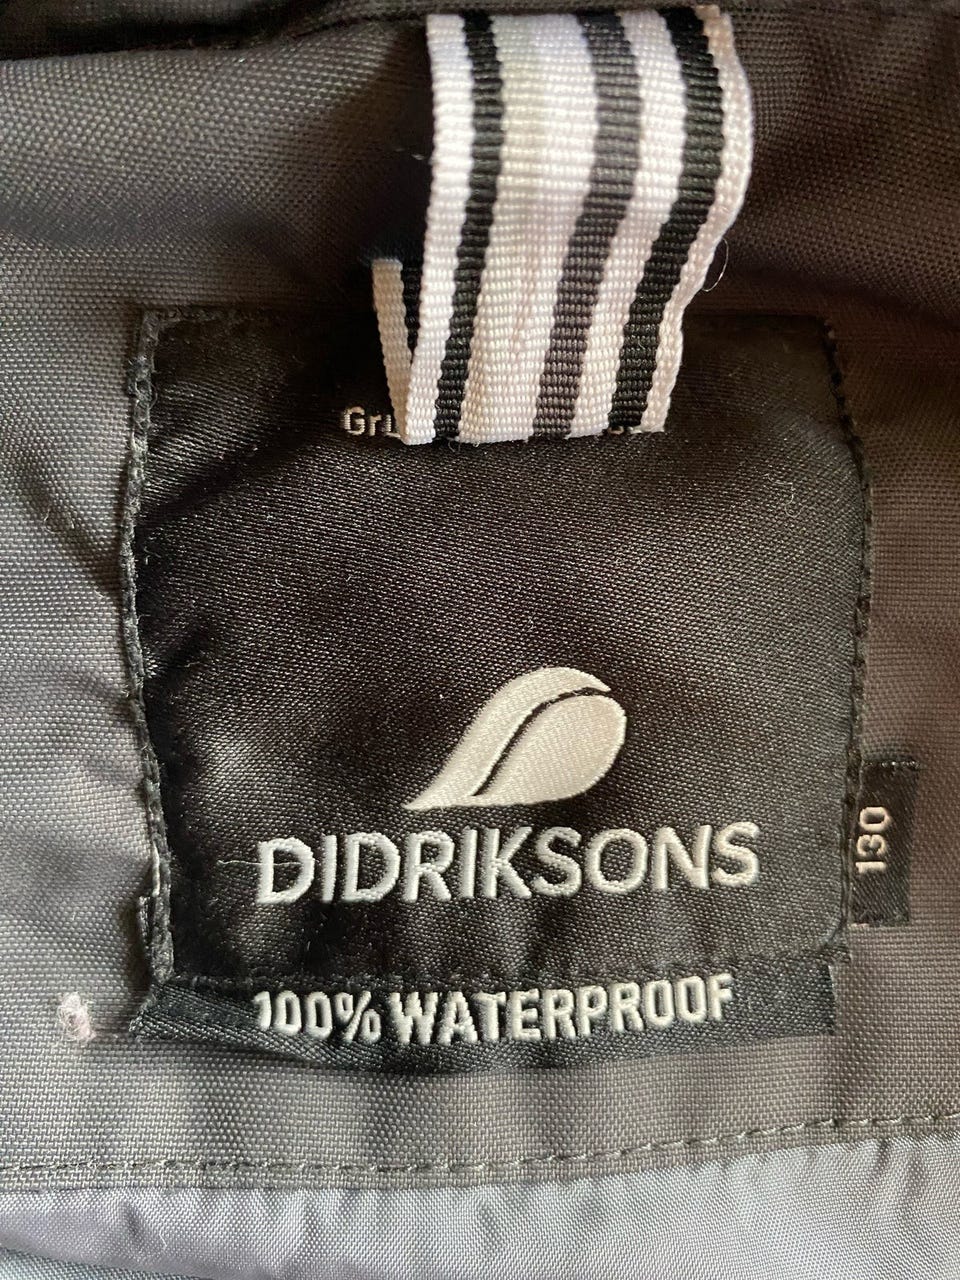 DIDRIKSONS
130
100% WATERPROOF